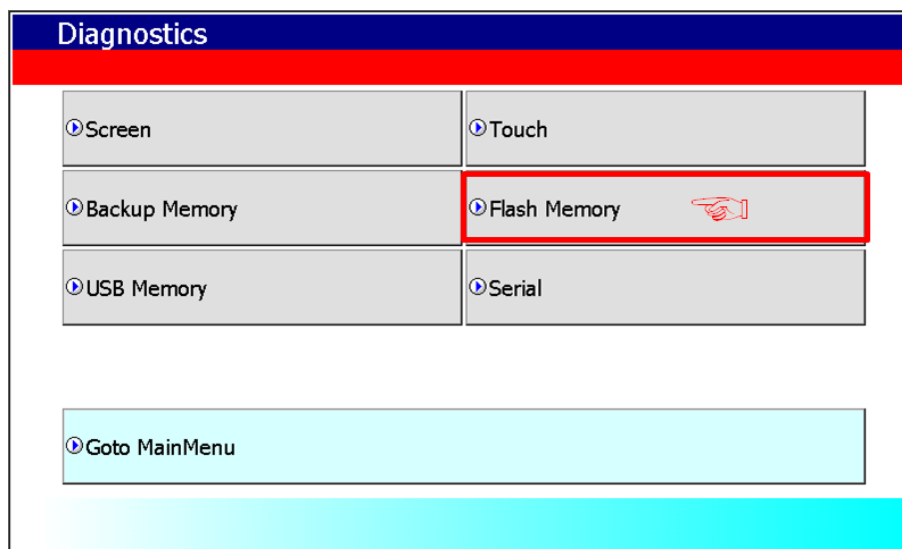 Diagnostics
Screen
Touch
Backup Memory
Flash Memory
USB Memory
Serial
Goto MainMenu